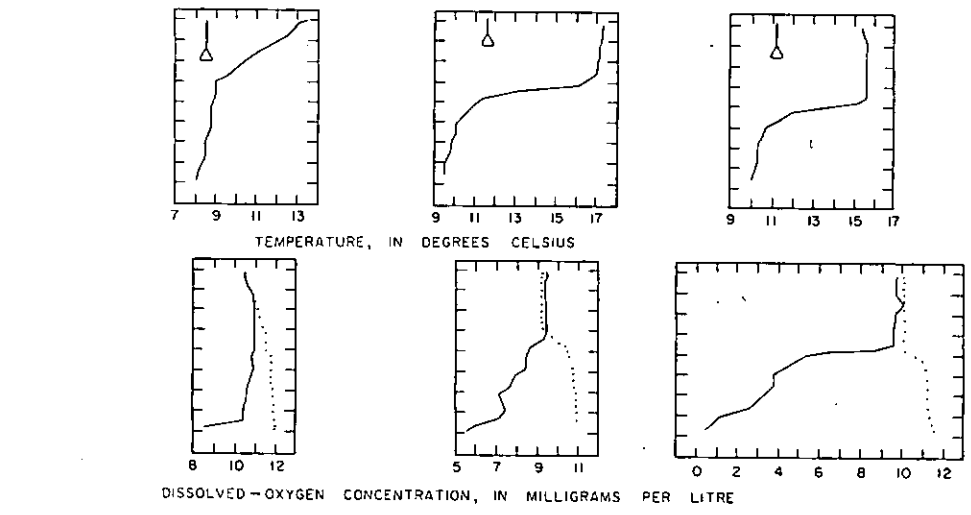 7 9 11 13
9 11 13 15 17
9 11 13 15 17
TEMPERATURE, IN DEGREES CELSIUS
8 10 12
5 7 9 11
0 2 4 6 8 10 12
DISSOLVED-OXYGEN CONCENTRATION, IN MILLIGRAMS PER LITRE